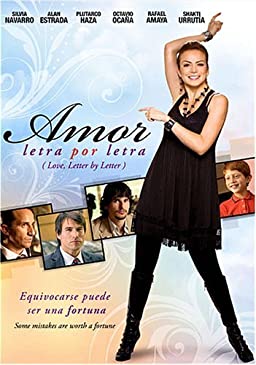 SILVIA NAVARRO
ALAN ESTRADA
PLUTARCO HAZA
OCTAVIO OCAÑA
RAFAEL AMAYA
SHAKTI URRUTIA
Amor
letra por letra
( Love, Letter by Letter )
Equivocarse puede
ser una fortuna
Some mistakes are worth a fortune